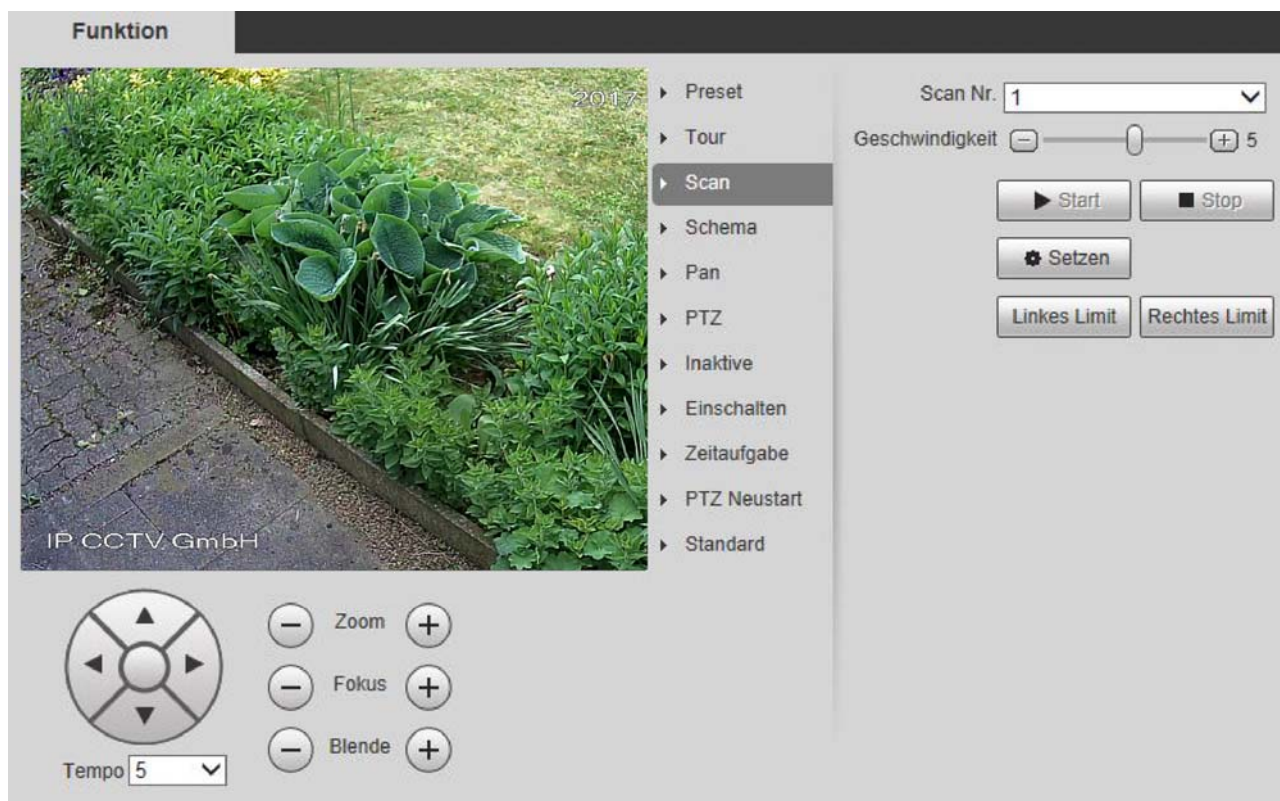 Funktion
2017
IP CCTV GmbH
Preset
Tour
Scan
Schema
Pan
PTZ
Inaktive
Einschalten
Zeitaufgabe
PTZ Neustart
Standard
Scan Nr. 1
Geschwindigkeit 5
Start Stop
Setzen
Linkes Limit Rechtes Limit
Zoom
Fokus
Blende
Tempo 5